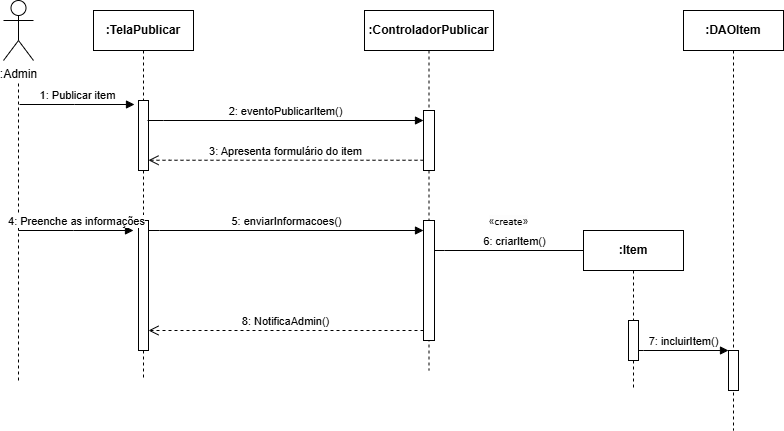 :TelaPublicar
:ControladorPublicar
:DAOItem
:Admin
1: Publicar item
2: eventoPublicarItem()
3: Apresenta formulário do item
4: Preenche as informações
5: enviarInformacoes()
«create»
6: criarItem()
:Item
8: NotificaAdmin()
7: incluirItem()